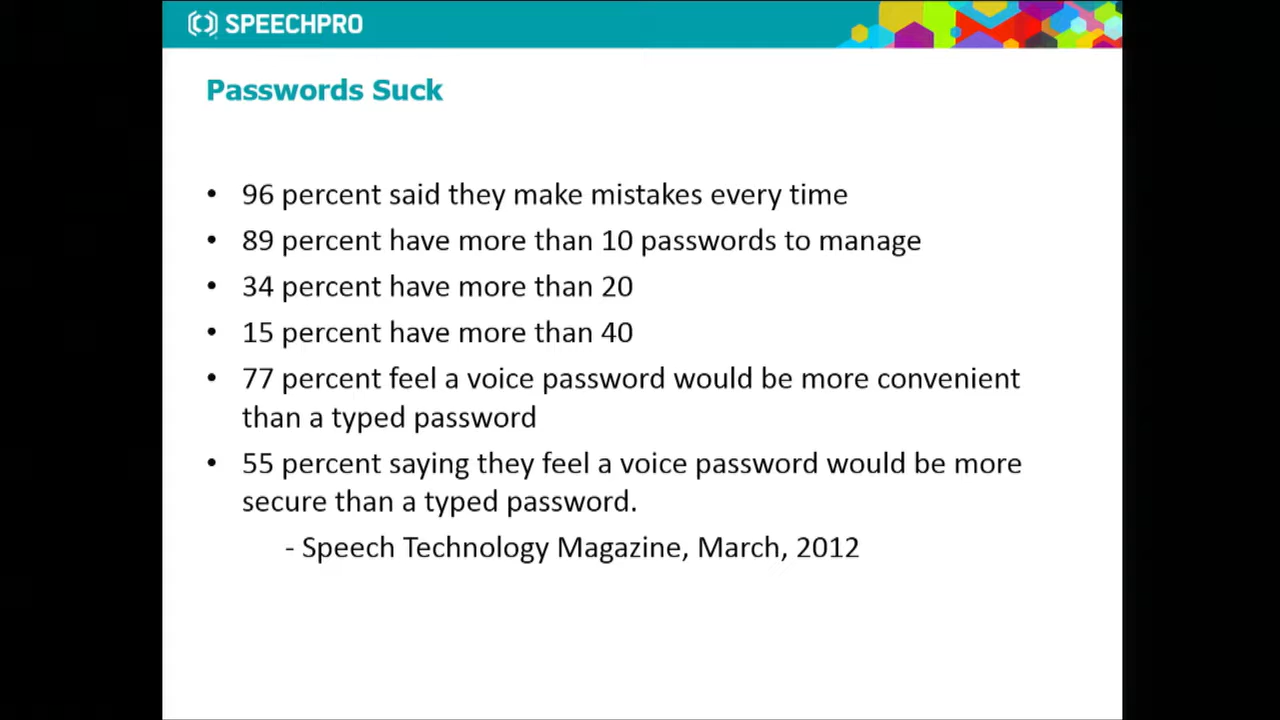 SPEECHPRO
Passwords Suck
• 96 percent said they make mistakes every time
• 89 percent have more than 10 passwords to manage
• 34 percent have more than 20
• 15 percent have more than 40
• 77 percent feel a voice password would be more convenient
than a typed password
• 55 percent saying they feel a voice password would be more
secure than a typed password.
- Speech Technology Magazine, March, 2012